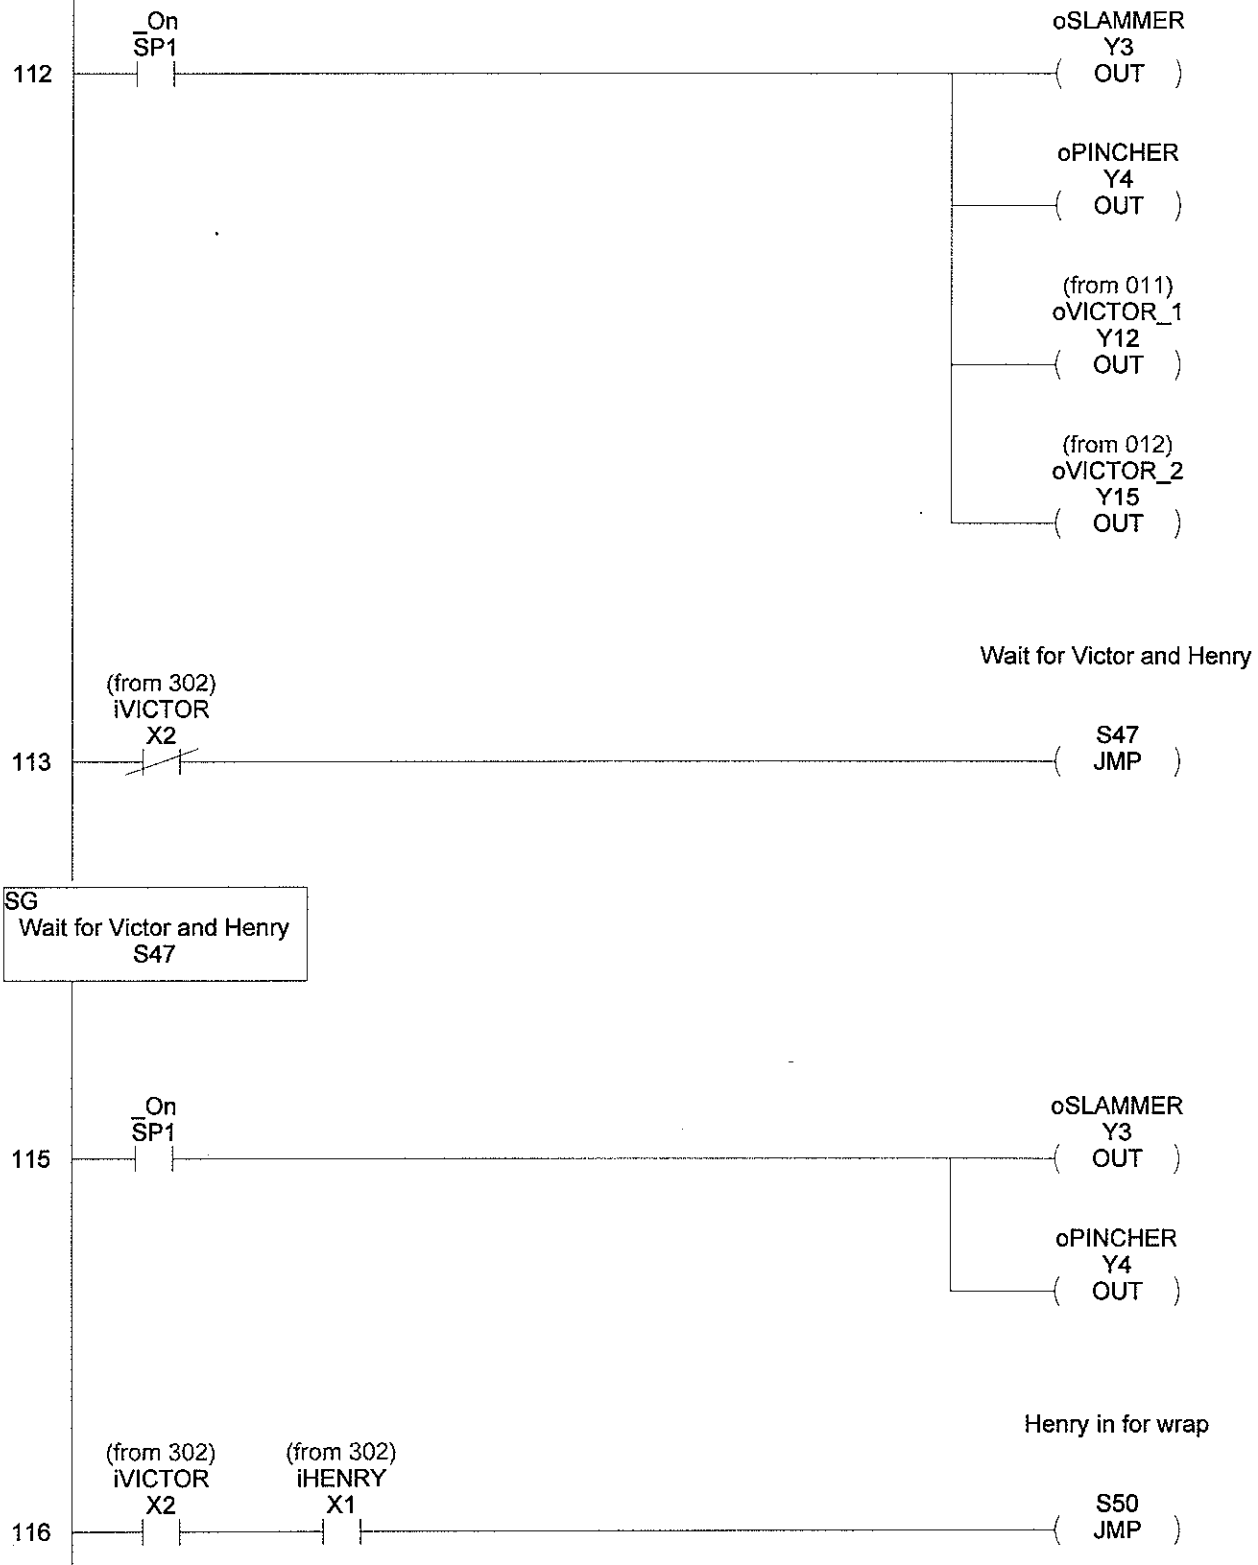 _On
SP1
oSLAMMER
Y3
112
OUT
oPINCHER
Y4
OUT
(from 011)
oVICTOR_1
Y12
OUT
(from 012)
oVICTOR_2
Y15
OUT
Wait for Victor and Henry
(from 302)
iVICTOR
X2
S47
113
JMP
SG
Wait for Victor and Henry
S47
_On
SP1
oSLAMMER
Y3
115
OUT
oPINCHER
Y4
OUT
Henry in for wrap
(from 302) (from 302)
iVICTOR iHENRY
X2 X1
S50
116
JMP